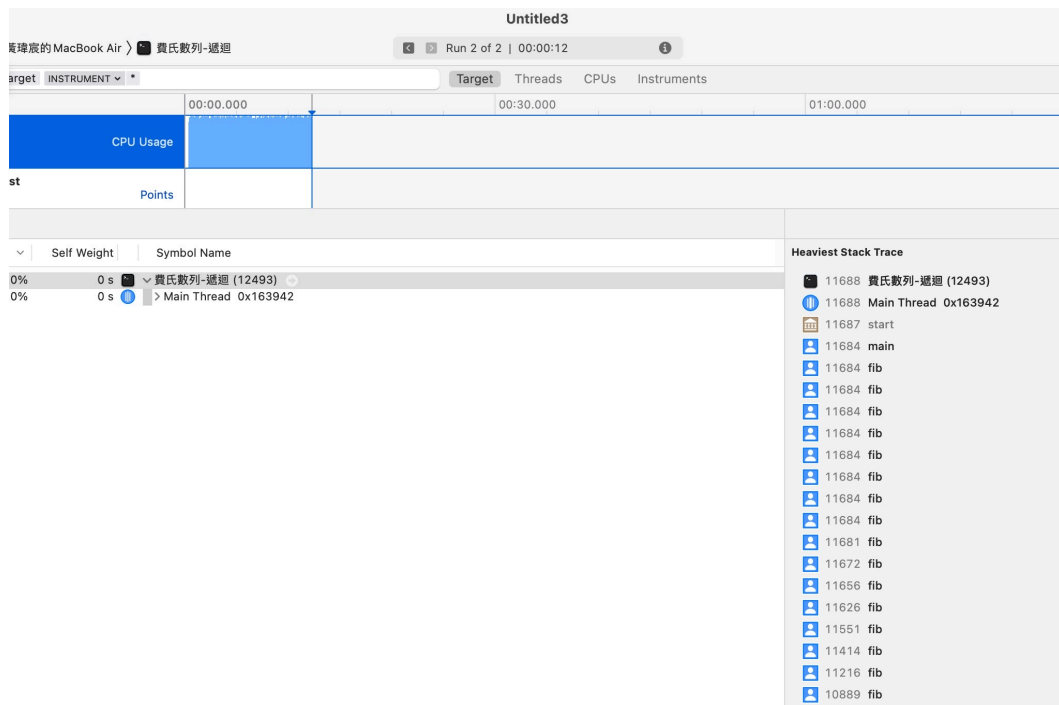 Untitled3
黃瑋宸的 MacBook Air 〉 費氏數列-遞迴
Run 2 of 2 | 00:00:12
arget INSTRUMENT *
Target Threads CPUs Instruments
00:00.000 00:30.000 01:00.000
CPU Usage
st
Points
Self Weight Symbol Name
0% 0 s 費氏數列-遞迴 (12493)
0% 0 s Main Thread 0x163942
Heaviest Stack Trace
11688 費氏數列-遞迴 (12493)
11688 Main Thread 0x163942
11687 start
11684 main
11684 fib
11684 fib
11684 fib
11684 fib
11684 fib
11684 fib
11684 fib
11684 fib
11681 fib
11672 fib
11656 fib
11626 fib
11551 fib
11414 fib
11216 fib
10889 fib